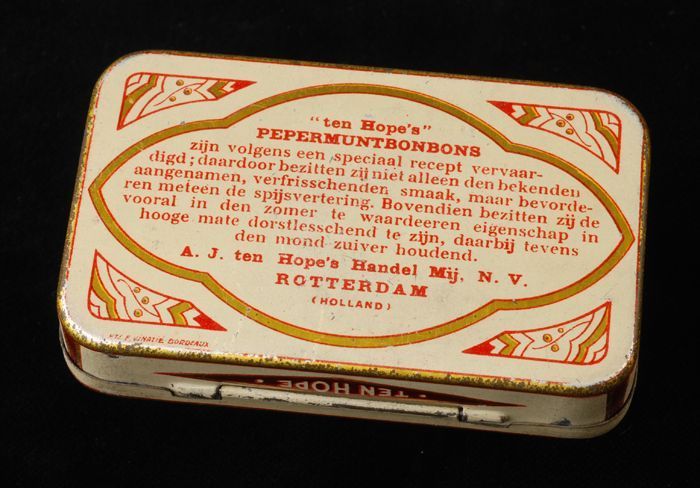 "ten Hope's"
PEPERMUNTBONBONS
zijn volgens een speciaal recept vervaar-
digd; daardoor bezitten zij niet alleen den bekenden
aangenamen, verfrisschenden smaak, maar bevorde-
ren meteen de spijsvertering. Bovendien bezitten zij de
vooral in den zomer te waardeeren eigenschap in
hooge mate dorstlesschend te zijn, daarbij tevens
den mond zuiver houdend.
A. J. ten Hope's Handel Mij, N. V.
ROTTERDAM
(HOLLAND)
F. VINATIÉ BORDEAUX
· TEN HOPE ·